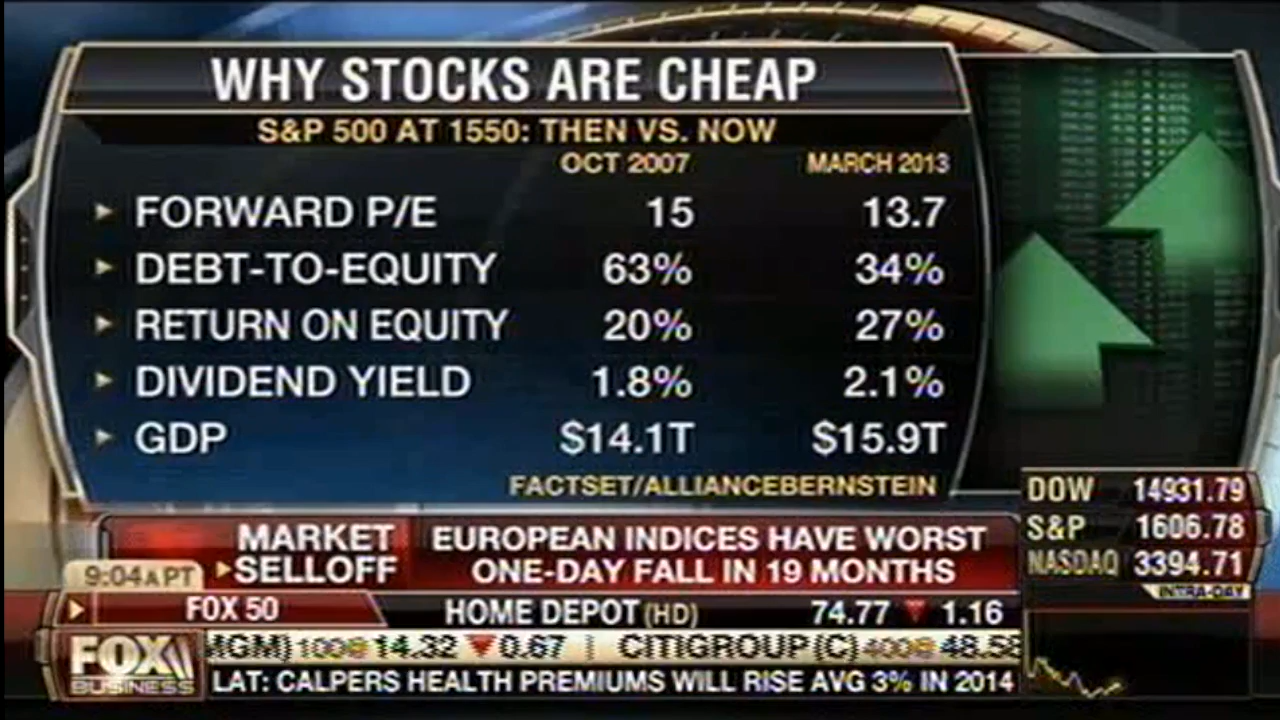 WHY STOCKS ARE CHEAP
S&P 500 AT 1550: THEN VS. NOW
OCT 2007 MARCH 2013
FORWARD P/E 15 13.7
DEBT-TO-EQUITY 63% 34%
RETURN ON EQUITY 20% 27%
DIVIDEND YIELD 1.8% 2.1%
GDP $14.1T $15.9T
FACTSET/ALLIANCEBERNSTEIN
DOW 14931.79
S&P 1606.78
NASDAQ 3394.71
INTRA-DAY
MARKET SELLOFF
EUROPEAN INDICES HAVE WORST
ONE-DAY FALL IN 19 MONTHS
9:04A PT
FOX 50 HOME DEPOT (HD) 74.77 ▼ 1.16
MGM) 100@ 14.32 ▼ 0.67 | CITIGROUP (C) 400@ 48.58
FOX BUSINESS
LAT: CALPERS HEALTH PREMIUMS WILL RISE AVG 3% IN 2014